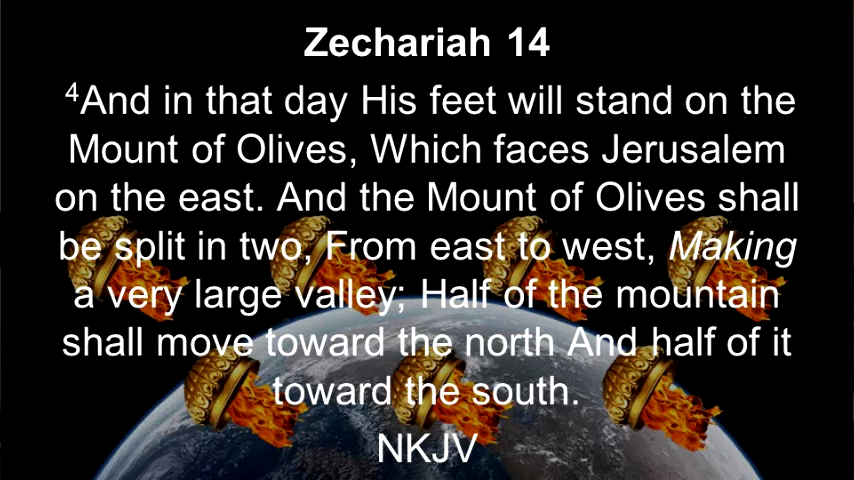 Zechariah 14
4And in that day His feet will stand on the
Mount of Olives, Which faces Jerusalem
on the east. And the Mount of Olives shall
be split in two, From east to west, Making
a very large valley; Half of the mountain
shall move toward the north And half of it
toward the south.
NKJV